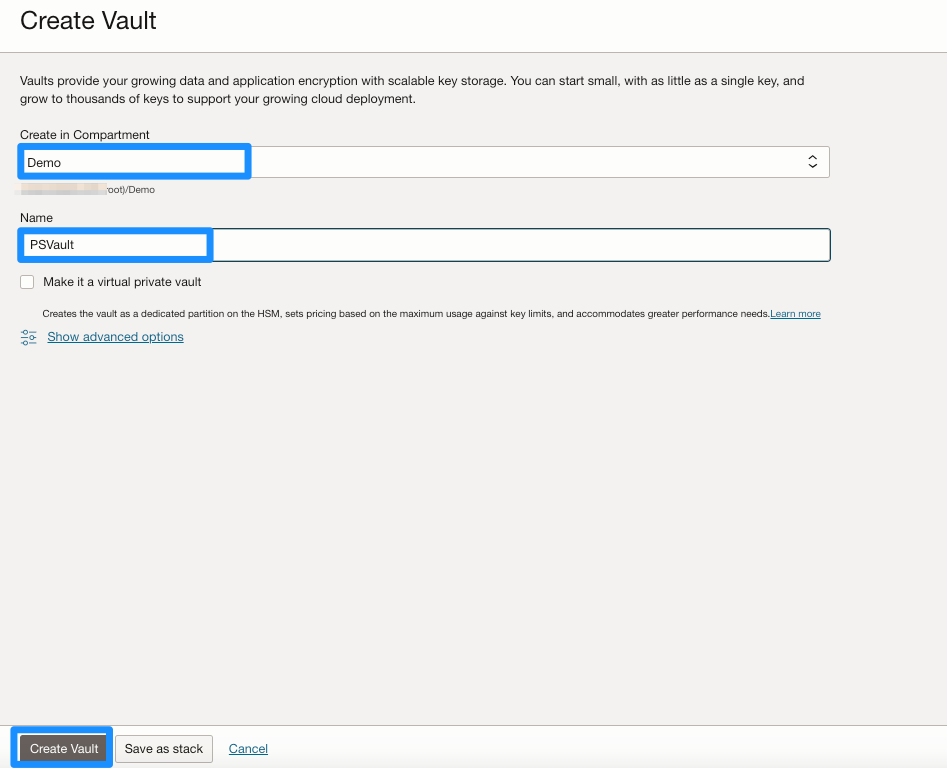 Create Vault
Vaults provide your growing data and application encryption with scalable key storage. You can start small, with as little as a single key, and
grow to thousands of keys to support your growing cloud deployment.
Create in Compartment
Demo
root)/Demo
Name
PSVault
Make it a virtual private vault
Creates the vault as a dedicated partition on the HSM, sets pricing based on the maximum usage against key limits, and accommodates greater performance needs.Learn more
Show advanced options
Create Vault Save as stack Cancel